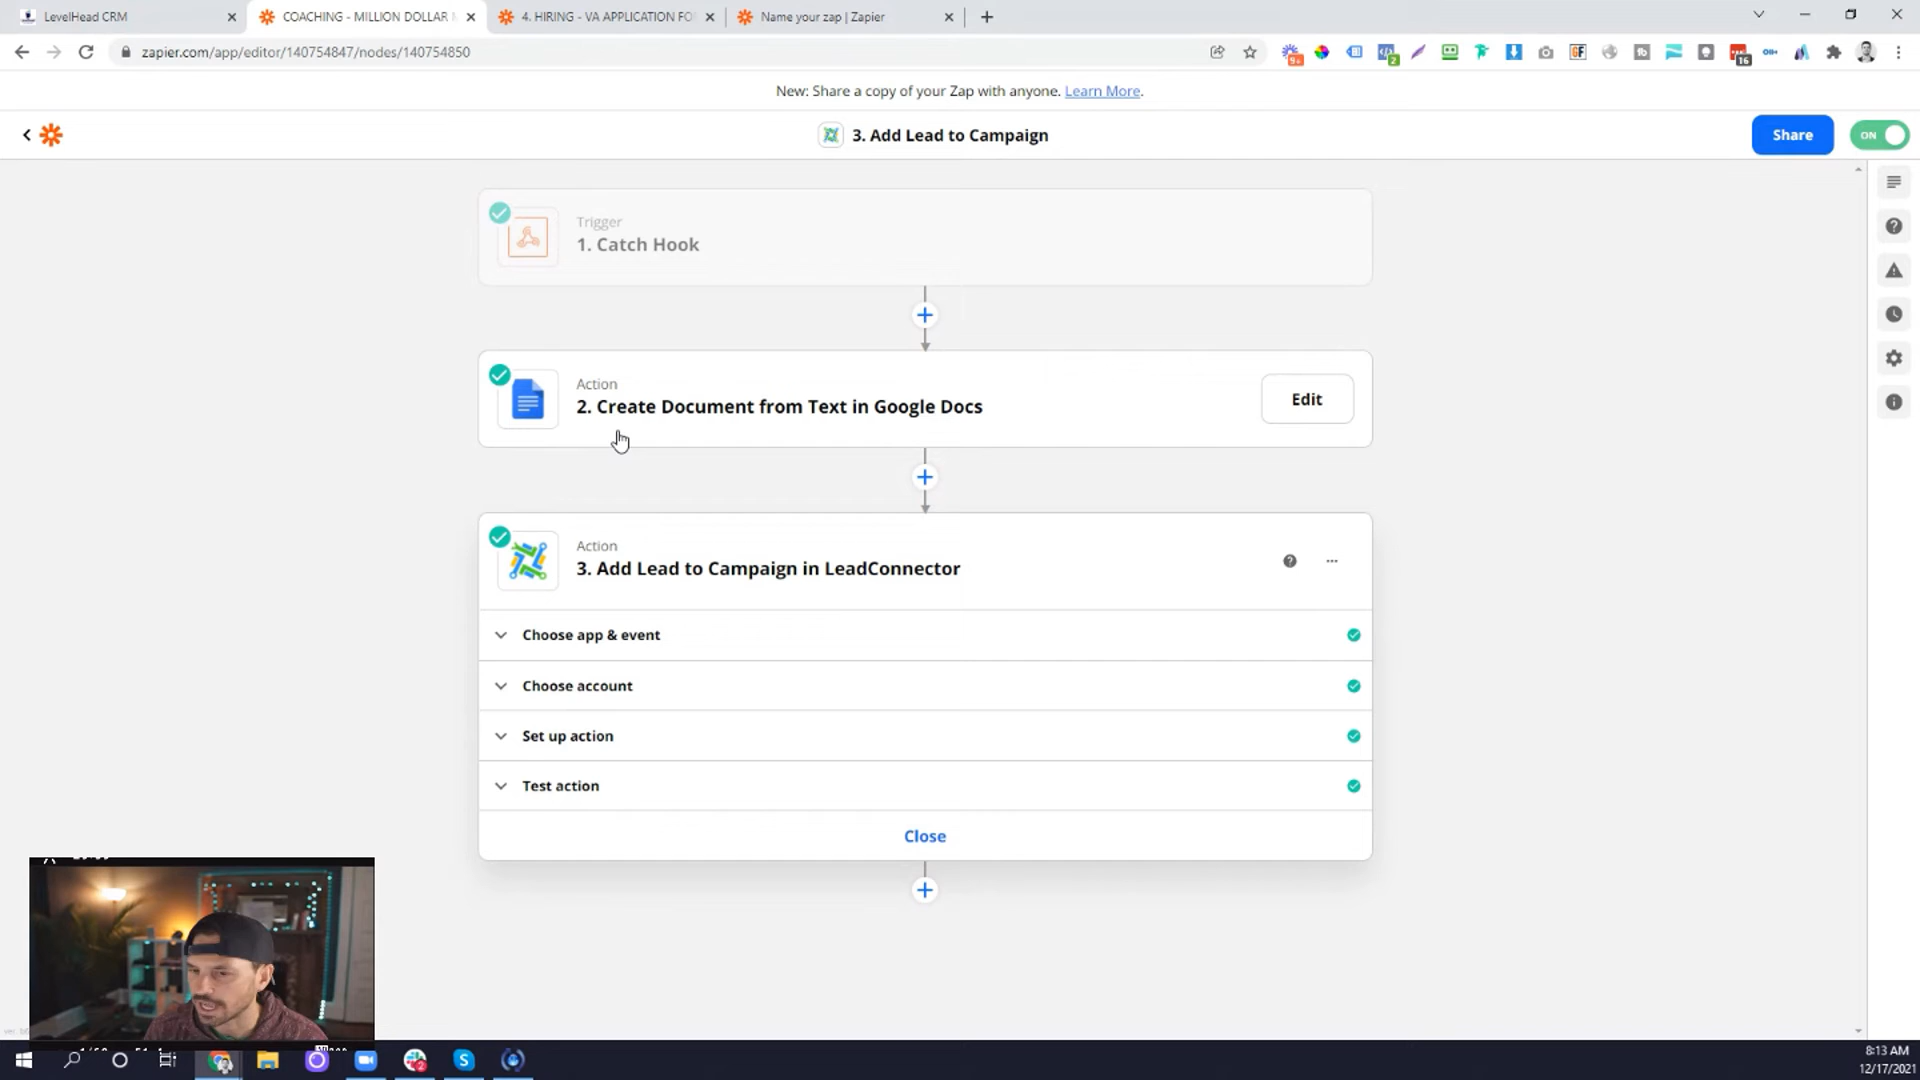 LevelHead CRM
COACHING - MILLION DOLLAR
4. HIRING - VA APPLICATION FO
Name your zap | Zapier
zapier.com/app/editor/140754847/nodes/140754850
9+
2
16
New: Share a copy of your Zap with anyone. Learn More.
3. Add Lead to Campaign
Share
ON
Trigger
1. Catch Hook
Action
2. Create Document from Text in Google Docs
Edit
Action
3. Add Lead to Campaign in LeadConnector
Choose app & event
Choose account
Set up action
Test action
Close
8:13 AM
12/17/2021